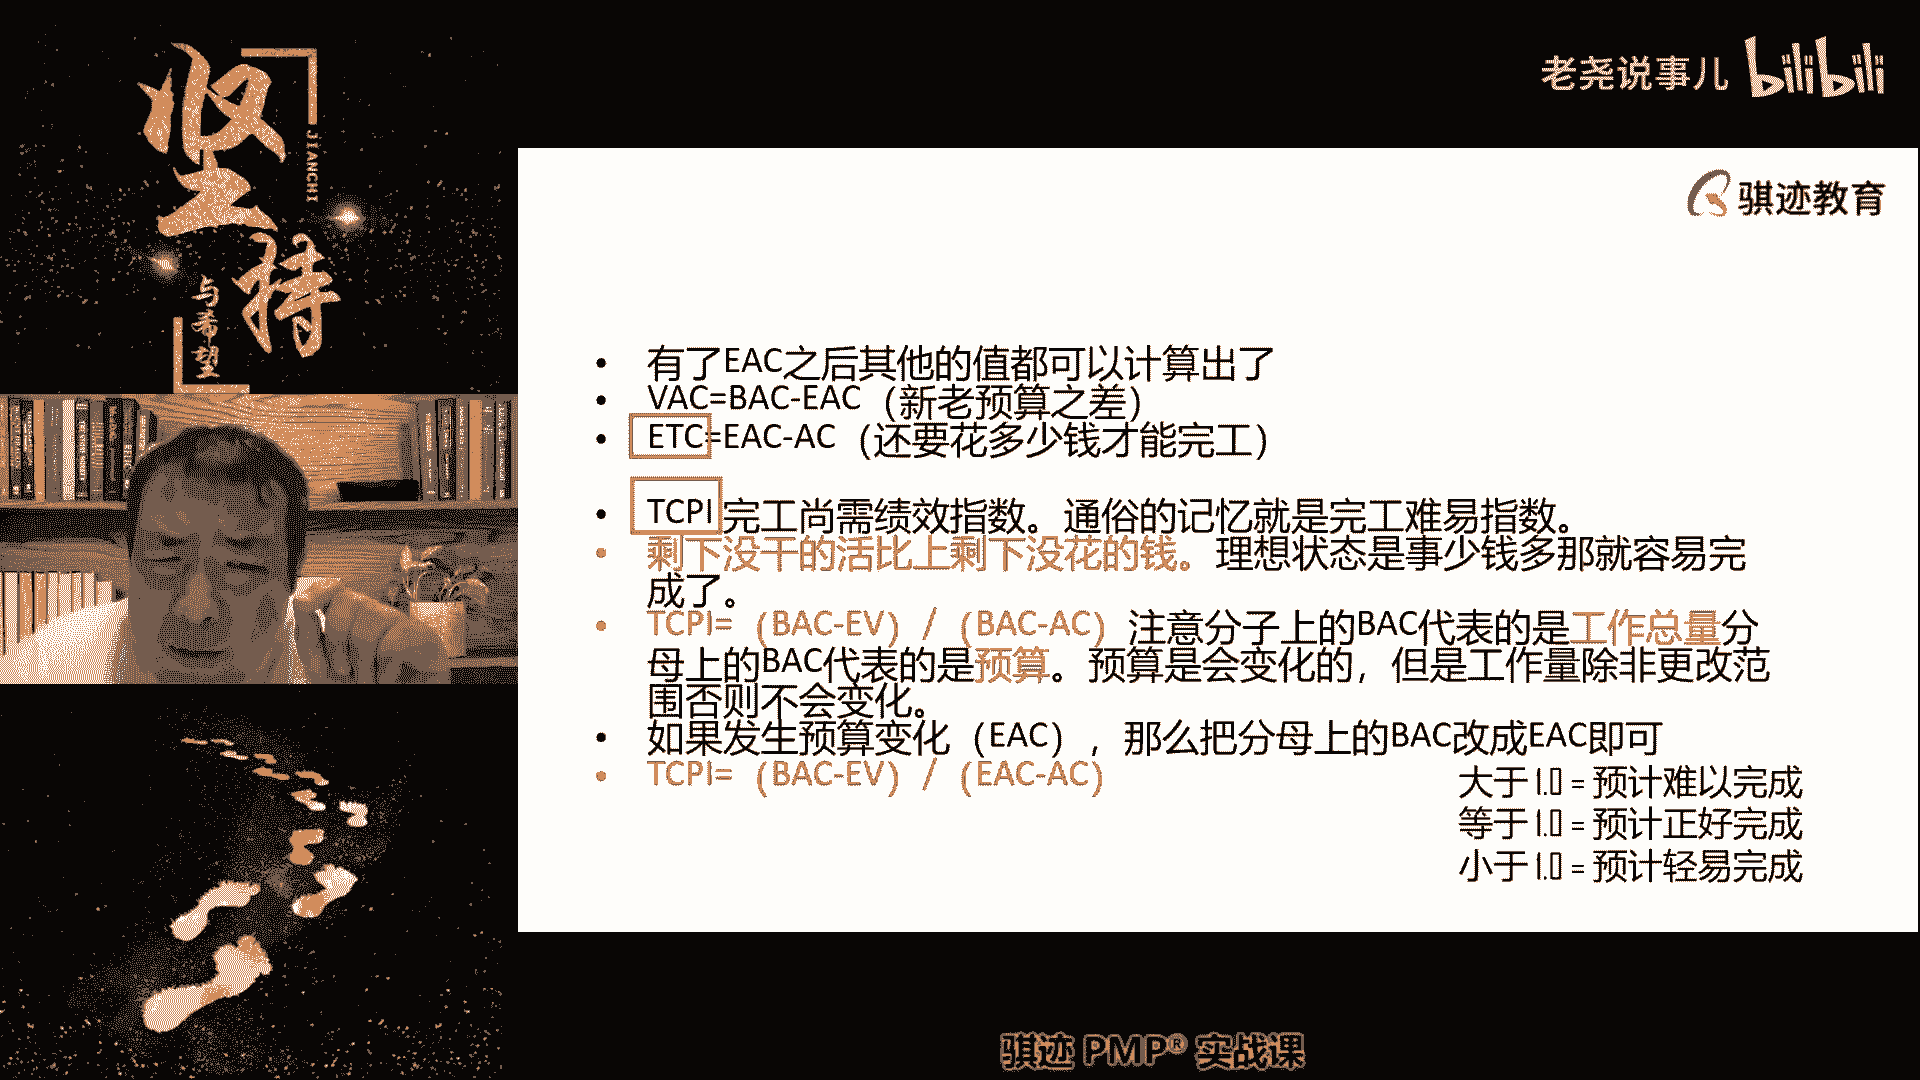 坚持
JIANCHI
与希望
老尧说事儿 bilibili
骐迹教育
有了EAC之后其他的值都可以计算出了
VAC=BAC-EAC（新老预算之差）
ETC=EAC-AC（还要花多少钱才能完工）
TCPI 完工尚需绩效指数。通俗的记忆就是完工难易指数。
剩下没干的活比上剩下没花的钱。理想状态是事少钱多那就容易完
成了。
TCPI=（BAC-EV）/（BAC-AC）注意分子上的BAC代表的是工作总量分
母上的BAC代表的是预算。预算是会变化的，但是工作量除非更改范
围否则不会变化。
如果发生预算变化（EAC），那么把分母上的BAC改成EAC即可
TCPI=（BAC-EV）/（EAC-AC）
大于1.0 = 预计难以完成
等于1.0 = 预计正好完成
小于1.0 = 预计轻易完成
骐迹 PMP® 实战课